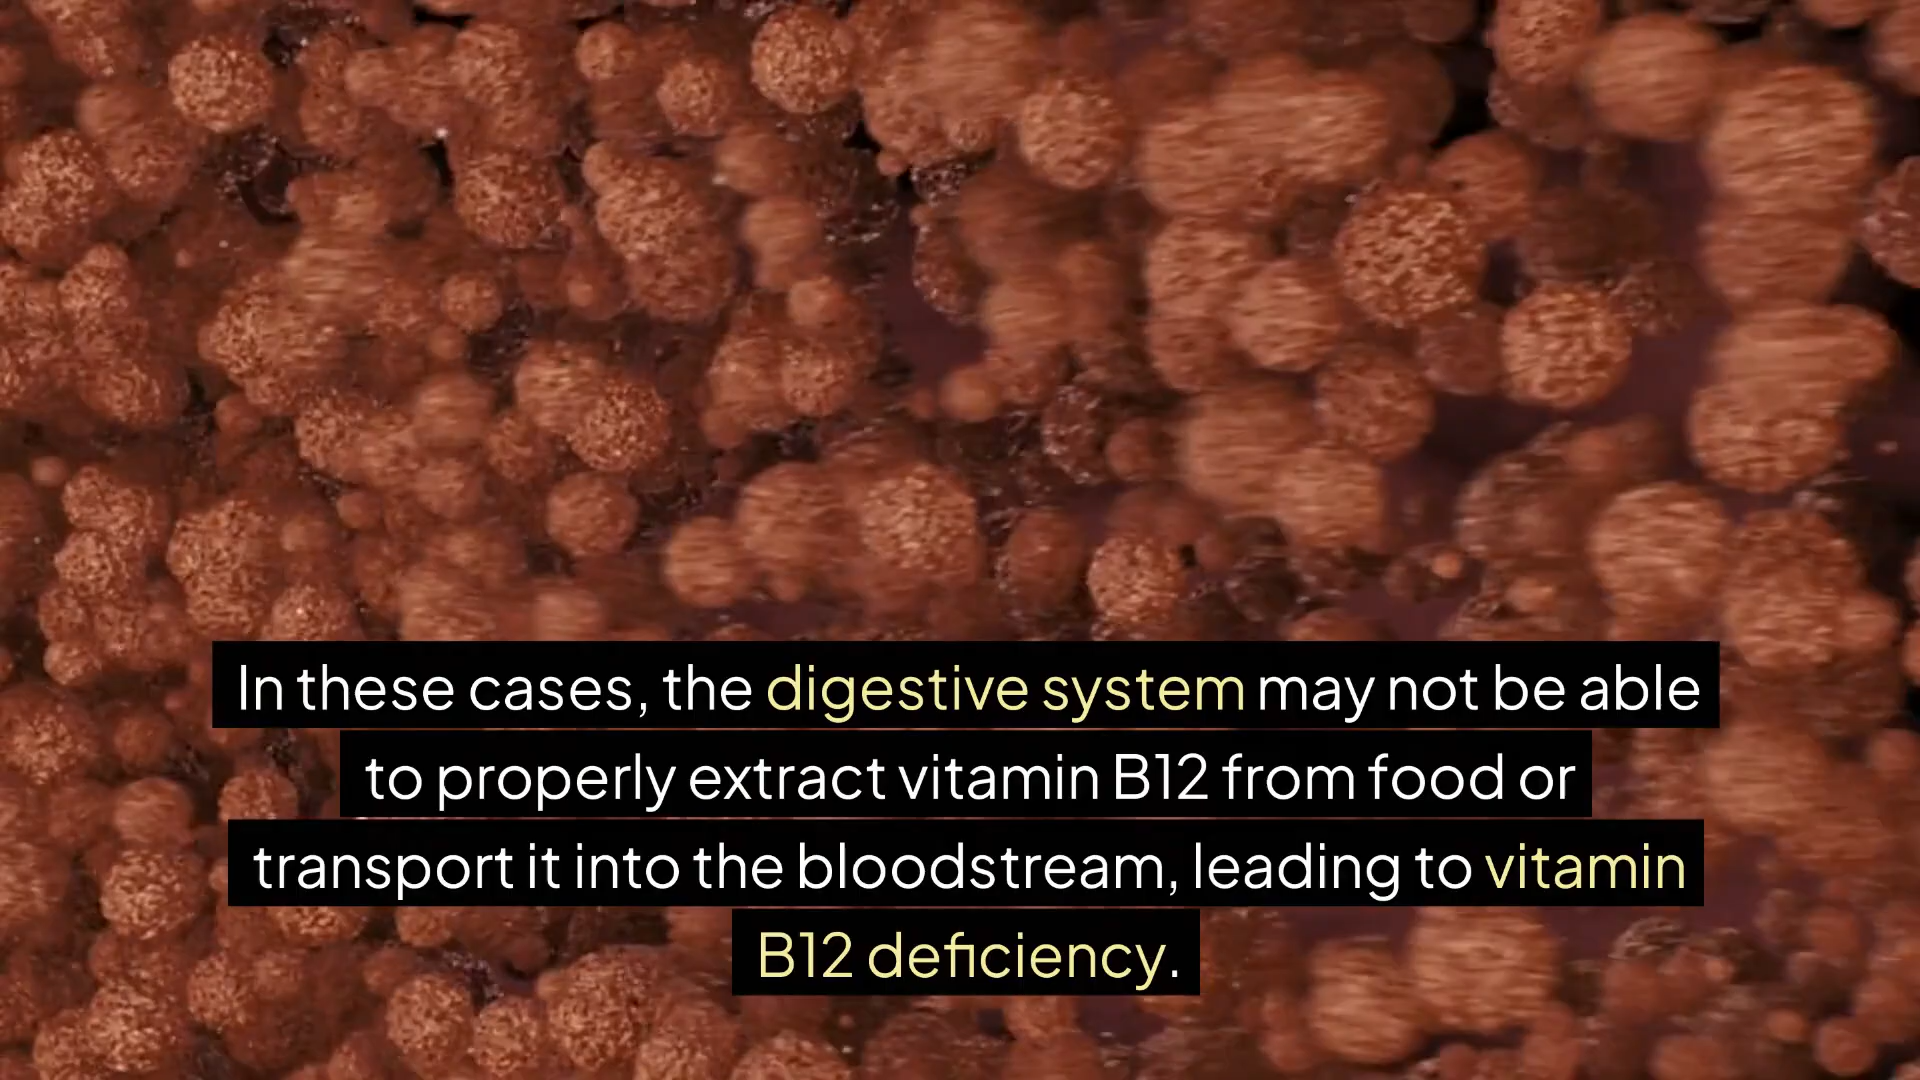 In these cases, the digestive system may not be able
to properly extract vitamin B12 from food or
transport it into the bloodstream, leading to vitamin
B12 deficiency.